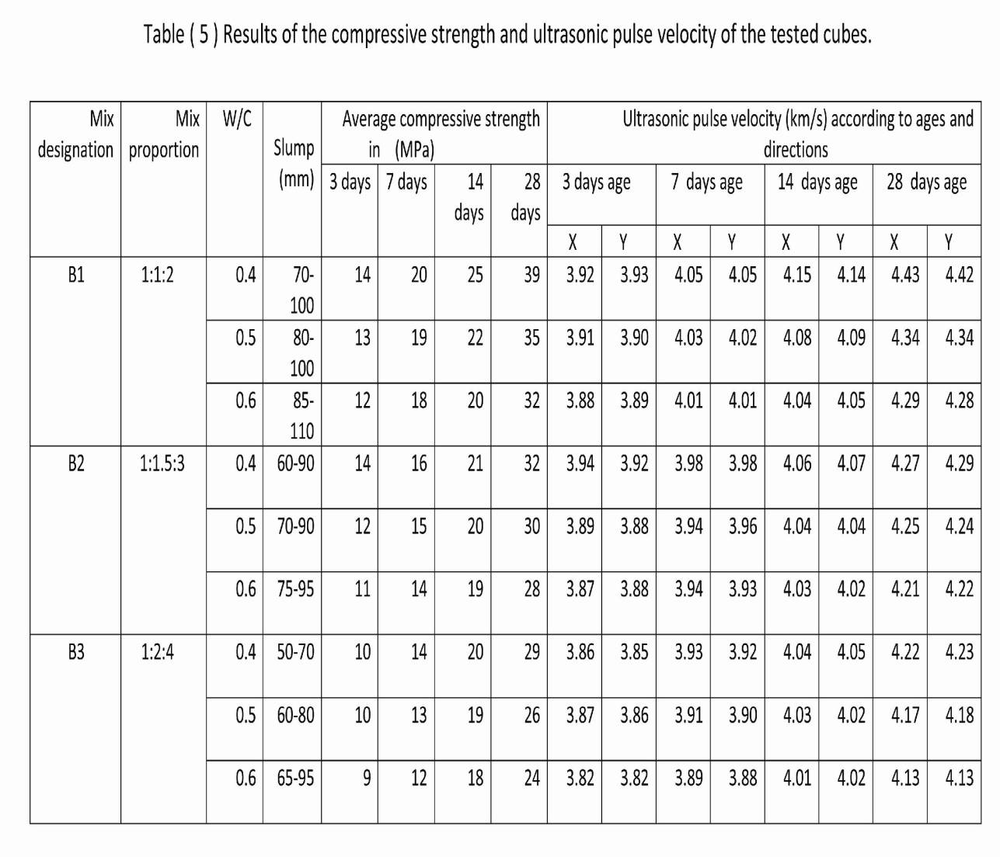 Table ( 5 ) Results of the compressive strength and ultrasonic pulse velocity of the tested cubes.
Mix designation Mix proportion W/C Slump (mm) Average compressive strength in (MPa) Ultrasonic pulse velocity (km/s) according to ages and directions
3 days 7 days 14 days 28 days 3 days age 7 days age 14 days age 28 days age
X Y X Y X Y X Y
B1 1:1:2 0.4 70-100 14 20 25 39 3.92 3.93 4.05 4.05 4.15 4.14 4.43 4.42
0.5 80-100 13 19 22 35 3.91 3.90 4.03 4.02 4.08 4.09 4.34 4.34
0.6 85-110 12 18 20 32 3.88 3.89 4.01 4.01 4.04 4.05 4.29 4.28
B2 1:1.5:3 0.4 60-90 14 16 21 32 3.94 3.92 3.98 3.98 4.06 4.07 4.27 4.29
0.5 70-90 12 15 20 30 3.89 3.88 3.94 3.96 4.04 4.04 4.25 4.24
0.6 75-95 11 14 19 28 3.87 3.88 3.94 3.93 4.03 4.02 4.21 4.22
B3 1:2:4 0.4 50-70 10 14 20 29 3.86 3.85 3.93 3.92 4.04 4.05 4.22 4.23
0.5 60-80 10 13 19 26 3.87 3.86 3.91 3.90 4.03 4.02 4.17 4.18
0.6 65-95 9 12 18 24 3.82 3.82 3.89 3.88 4.01 4.02 4.13 4.13